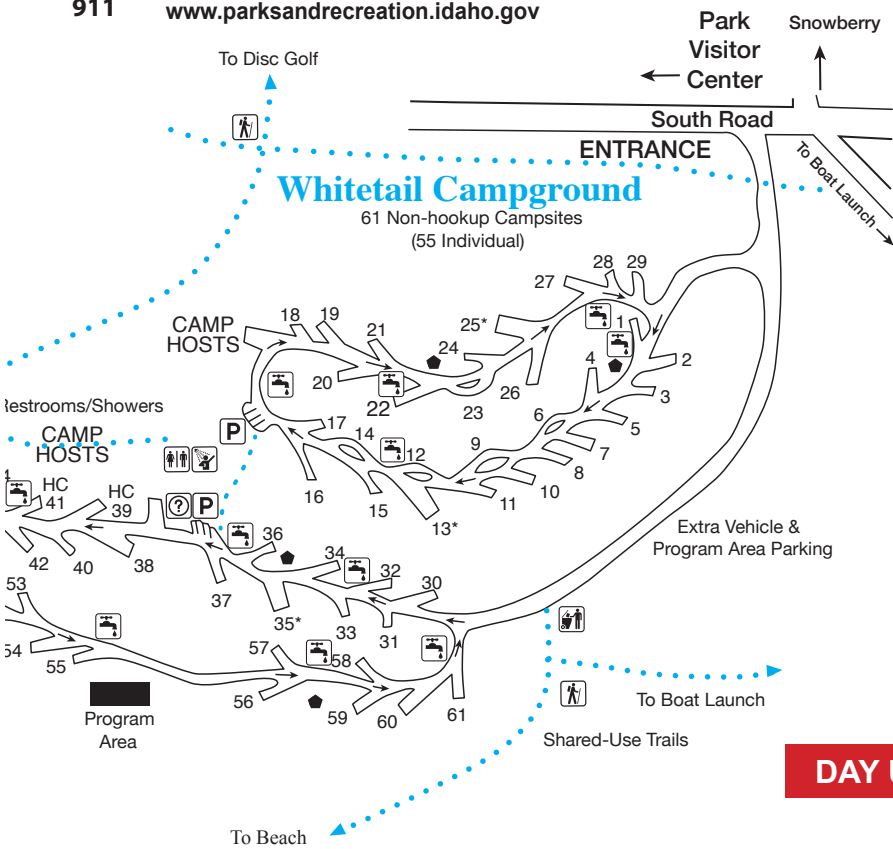 911
www.parksandrecreation.idaho.gov
Park
Visitor
Center
Snowberry
To Disc Golf
South Road
ENTRANCE
To Boat Launch
Whitetail Campground
61 Non-hookup Campsites
(55 Individual)
28
29
27
25*
1
18
19
21
CAMP
HOSTS
24
4
2
20
22
23
26
3
Restrooms/Showers
CAMP
HOSTS
P
17
14
12
9
6
5
7
8
10
11
16
15
13*
HC
41
HC
39
?
P
36
34
32
30
Extra Vehicle &
Program Area Parking
42
40
38
37
35*
33
31
53
54
55
57
58
56
59
60
61
Program
Area
To Boat Launch
Shared-Use Trails
DAY
To Beach